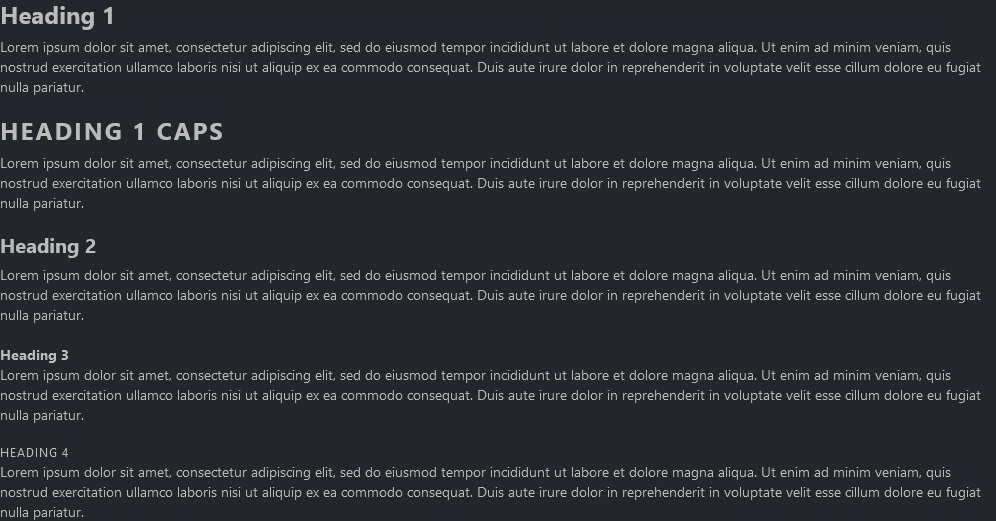 Heading 1
Lorem ipsum dolor sit amet, consectetur adipiscing elit, sed do eiusmod tempor incididunt ut labore et dolore magna aliqua. Ut enim ad minim veniam, quis
nostrud exercitation ullamco laboris nisi ut aliquip ex ea commodo consequat. Duis aute irure dolor in reprehenderit in voluptate velit esse cillum dolore eu fugiat
nulla pariatur.
HEADING 1 CAPS
Lorem ipsum dolor sit amet, consectetur adipiscing elit, sed do eiusmod tempor incididunt ut labore et dolore magna aliqua. Ut enim ad minim veniam, quis
nostrud exercitation ullamco laboris nisi ut aliquip ex ea commodo consequat. Duis aute irure dolor in reprehenderit in voluptate velit esse cillum dolore eu fugiat
nulla pariatur.
Heading 2
Lorem ipsum dolor sit amet, consectetur adipiscing elit, sed do eiusmod tempor incididunt ut labore et dolore magna aliqua. Ut enim ad minim veniam, quis
nostrud exercitation ullamco laboris nisi ut aliquip ex ea commodo consequat. Duis aute irure dolor in reprehenderit in voluptate velit esse cillum dolore eu fugiat
nulla pariatur.
Heading 3
Lorem ipsum dolor sit amet, consectetur adipiscing elit, sed do eiusmod tempor incididunt ut labore et dolore magna aliqua. Ut enim ad minim veniam, quis
nostrud exercitation ullamco laboris nisi ut aliquip ex ea commodo consequat. Duis aute irure dolor in reprehenderit in voluptate velit esse cillum dolore eu fugiat
nulla pariatur.
HEADING 4
Lorem ipsum dolor sit amet, consectetur adipiscing elit, sed do eiusmod tempor incididunt ut labore et dolore magna aliqua. Ut enim ad minim veniam, quis
nostrud exercitation ullamco laboris nisi ut aliquip ex ea commodo consequat. Duis aute irure dolor in reprehenderit in voluptate velit esse cillum dolore eu fugiat
nulla pariatur.